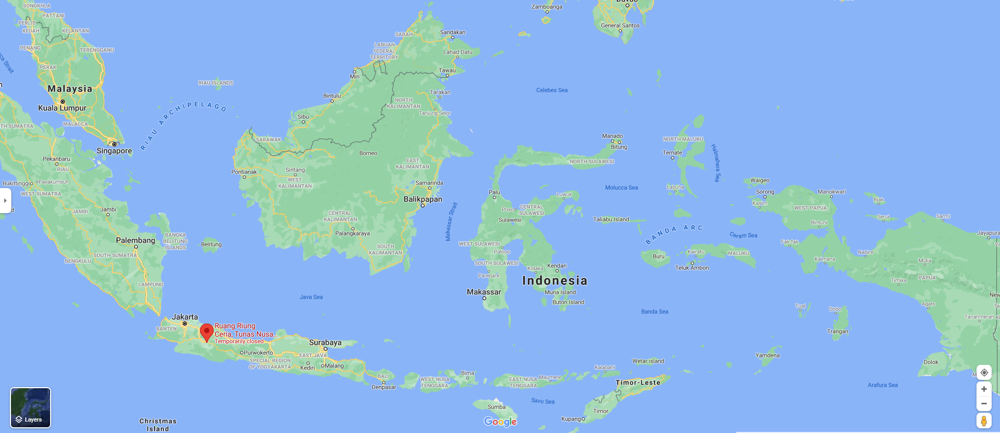 SONGKHLA
PATTANI
PERLIS
KEDAH
KELANTAN
PENANG
TERENGGANU
PERAK
Malaysia
Kuala Lumpur
MALACCA
Singapore
RIAU ISLANDS
RIAU ARCHIPELAGO
Zamboanga
Davao
General Santos
Sandakan
SABAH
LABUAN
FEDERAL
TERRITORY
Lahad Datu
Tawau
Miri
Bintulu
Tarakan
NORTH
KALIMANTAN
Tanjung Selor
Sibu
SARAWAK
Celebes Sea
Pekanbaru
RIAU
Bukittinggi
Payakumbuh
WEST SUMATRA
Borneo
EAST
KALIMANTAN
Pontianak
Sintang
WEST
KALIMANTAN
Samarinda
Balikpapan
Manado
Bitung
NORTH MALUKU
Ternate
NORTH SULAWESI
Halmahera Sea
Molucca Sea
Labuha
Waigeo
Sorong
Kasim
Manokwari
Biak
WEST PAPUA
Serui
Sarmi
Bintuni
Jayapura
JAMBI
Jambi
CENTRAL
KALIMANTAN
Palangkaraya
Makassar Strait
Palu
Luwuk
Poso
CENTRAL
SULAWESI
Sulawesi
Taliabu Island
BANDA ARC
Ceram Sea
Fak-fak
Palembang
BANGKA
BELITUNG
ISLANDS
Belitung
SOUTH SUMATRA
BENGKULU
SOUTH
KALIMANTAN
WEST SULAWESI
Palopo
SOUTH SULAWESI
Kolaka
Kendari
Parepare
Buru
Kairatu
MALUKU
Teluk Ambon
Kaimana
Nabire
Mulia
PAPUA
Timika
LAMPUNG
Java Sea
Makassar
Indonesia
Muna Island
Buton Island
Banda Sea
Tual
Dobo
Agats
Tanahmerah
Trangan
Jakarta
BANTEN
Ruang Riung
Ceria, Tunas Nusa...
Temporarily closed
Purwokerto
SPECIAL REGION
OF YOGYAKARTA
Surabaya
EAST JAVA
Kediri
Malang
BALI
Denpasar
WEST NUSA
TENGGARA
Bima
EAST NUSA
TENGGARA
Maumere
Kalabahi
Wetar island
Yamdena
Dolok
Timor-Leste
Arafura Sea
Savu Sea
Sumba
Timor
Kupang
Christmas
Island
Layers
Google